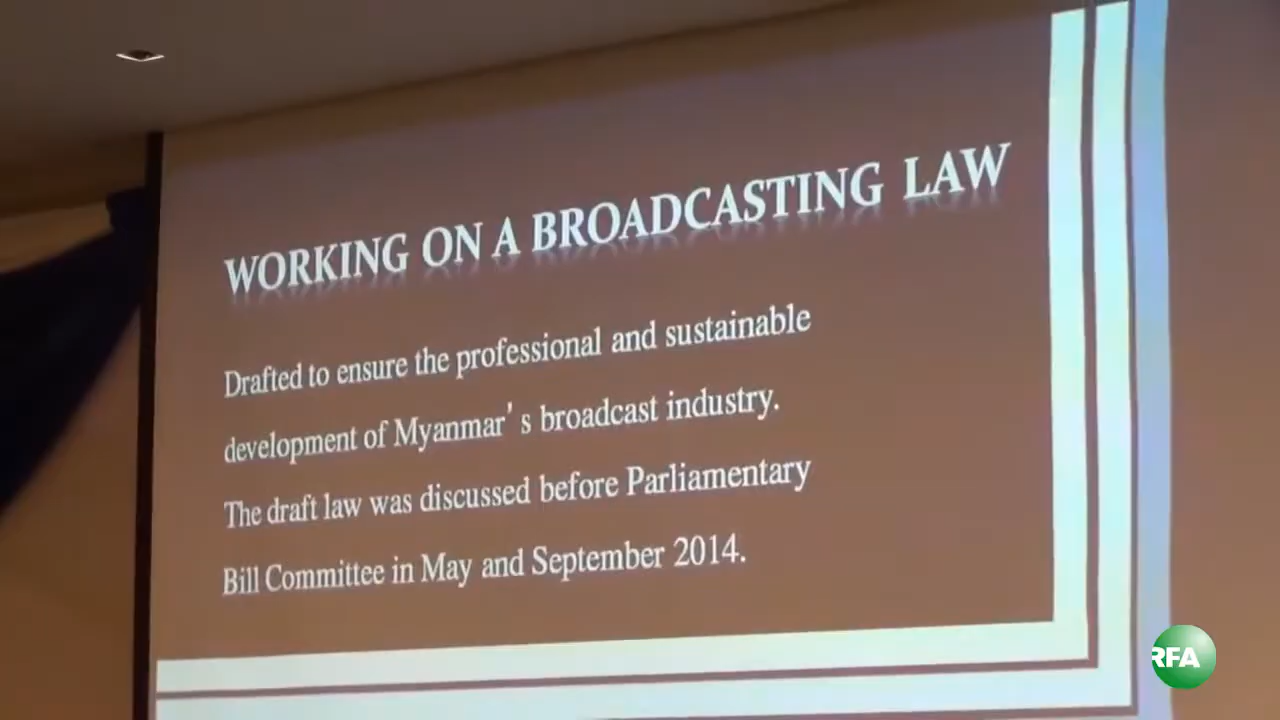 WORKING ON A BROADCASTING LAW
Drafted to ensure the professional and sustainable
development of Myanmar's broadcast industry.
The draft law was discussed before Parliamentary
Bill Committee in May and September 2014.
RFA